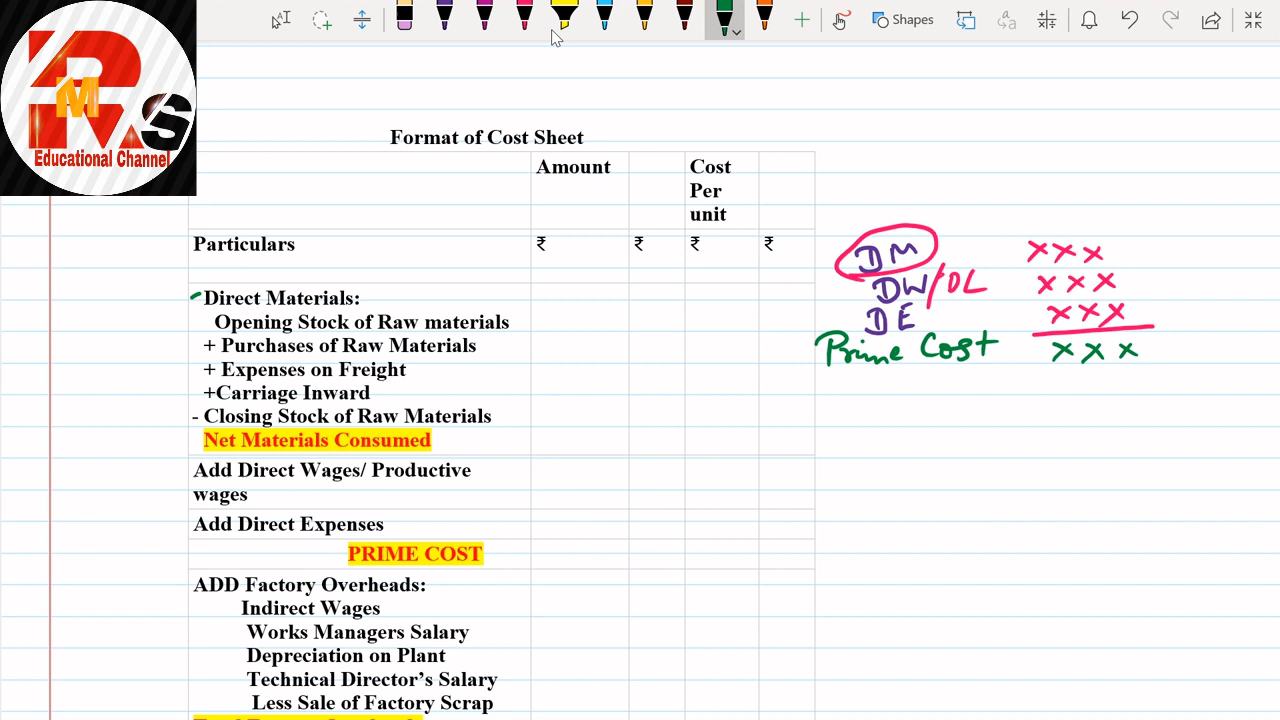 Shapes
R
M
S
Educational Channel
Format of Cost Sheet
Amount
Cost
Per
unit
Particulars ₹ ₹ ₹ ₹
Direct Materials:
Opening Stock of Raw materials
+ Purchases of Raw Materials
+ Expenses on Freight
+Carriage Inward
- Closing Stock of Raw Materials
Net Materials Consumed
Add Direct Wages/ Productive
wages
Add Direct Expenses
PRIME COST
ADD Factory Overheads:
Indirect Wages
Works Managers Salary
Depreciation on Plant
Technical Director's Salary
Less Sale of Factory Scrap
DM XXX
DW/DL XXX
DE XXX
Prime Cost XXX